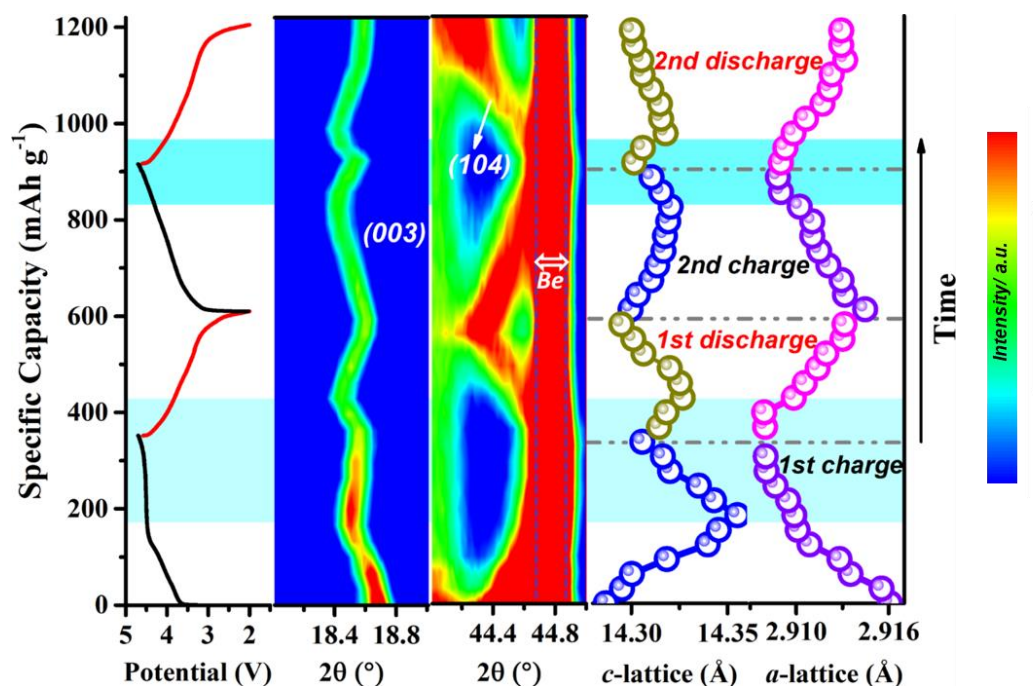 Specific Capacity (mAh g⁻¹)
1200
1000
800
600
400
200
0
5 4 3 2
Potential (V)
(003)
18.4 18.8
2θ (°)
(104)
Be
44.4 44.8
2θ (°)
2nd discharge
2nd charge
1st discharge
1st charge
14.30 14.35
c-lattice (Å)
2.910 2.916
a-lattice (Å)
Time
Intensity/ a.u.